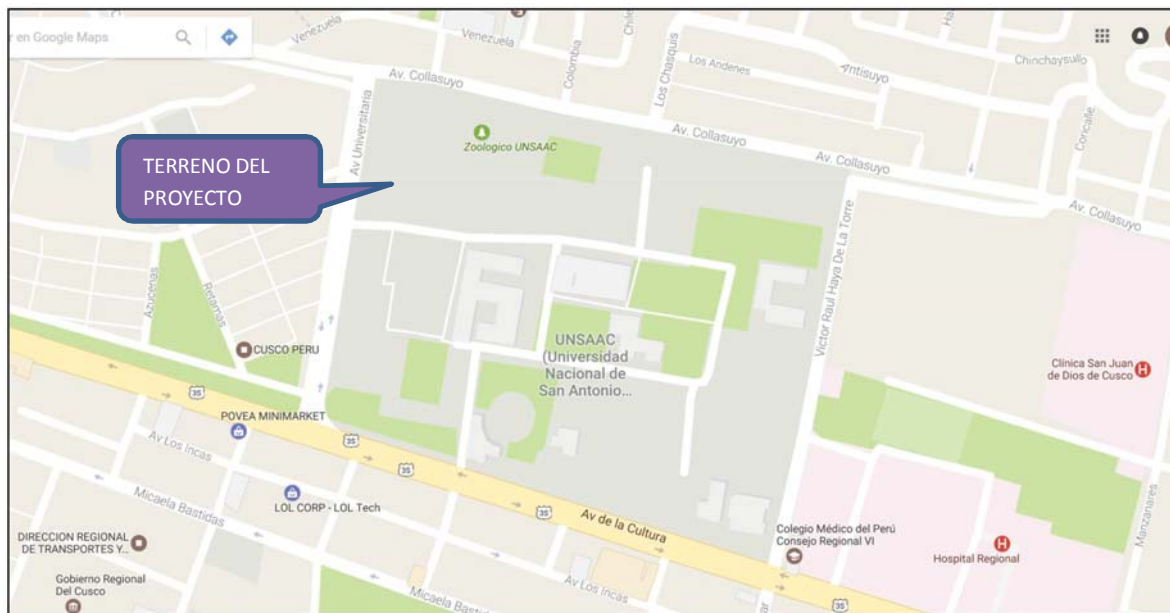 r en Google Maps
Venezuela
Venezuela
Colombia
Chile
Los Chasquis
Los Andenes
Antisuyo
Chinchaysullo
Coricalle
Av. Collasuyo
Av. Collasuyo
Av. Collasuyo
Av. Collasuyo
Zoologico UNSAAC
TERRENO DEL
PROYECTO
Av Universitaria
Victor Raul Haya De La Torre
Azucenas
Retamas
CUSCO PERU
UNSAAC
(Universidad
Nacional de
San Antonio...
Clínica San Juan
de Dios de Cusco
H
35
POVEA MINIMARKET
35
Av Los Incas
35
35
LOL CORP - LOL Tech
Micaela Bastidas
35
Av de la Cultura
Manzanares
DIRECCION REGIONAL
DE TRANSPORTES Y...
Colegio Médico del Perú
Consejo Regional VI
H
Hospital Regional
Gobierno Regional
Del Cusco
Av Los Incas
Micaela Basti
35